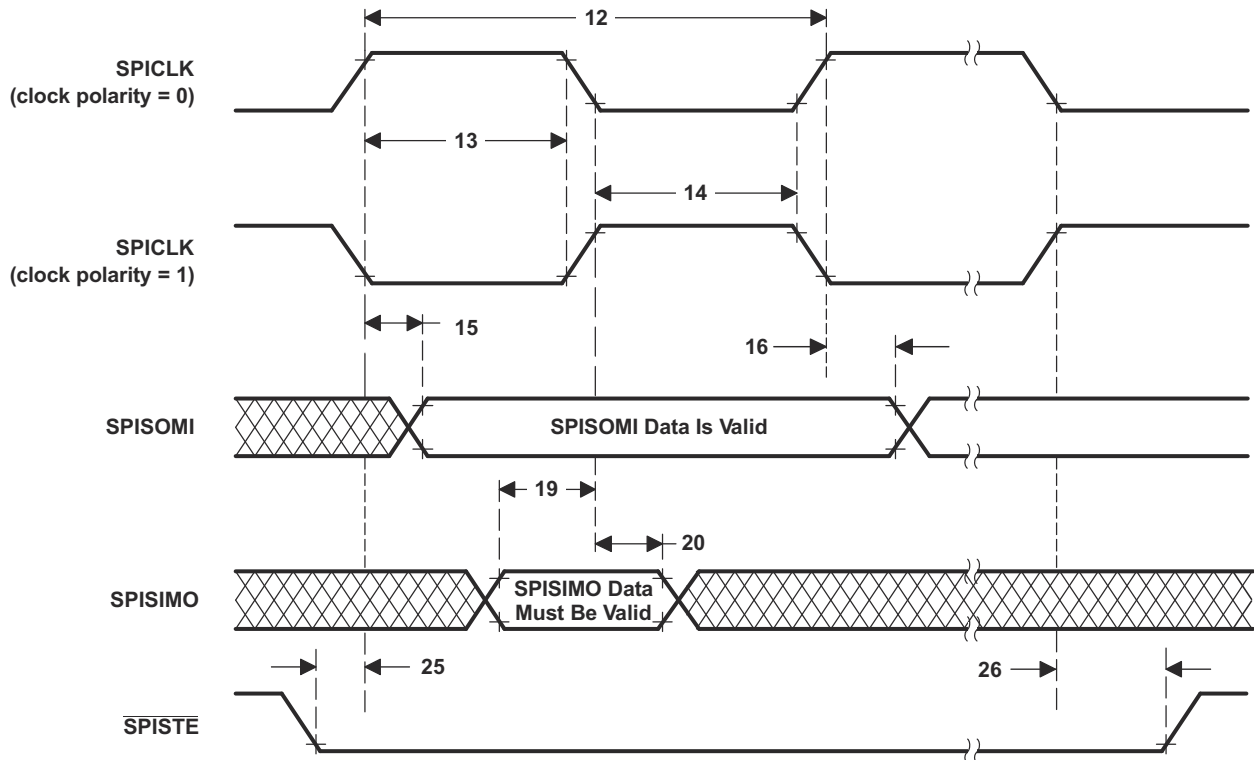 12
SPICLK
(clock polarity = 0)
13
14
SPICLK
(clock polarity = 1)
15
16
SPISOMI
SPISOMI Data Is Valid
19
20
SPISIMO
SPISIMO Data
Must Be Valid
25
26
SPISTE